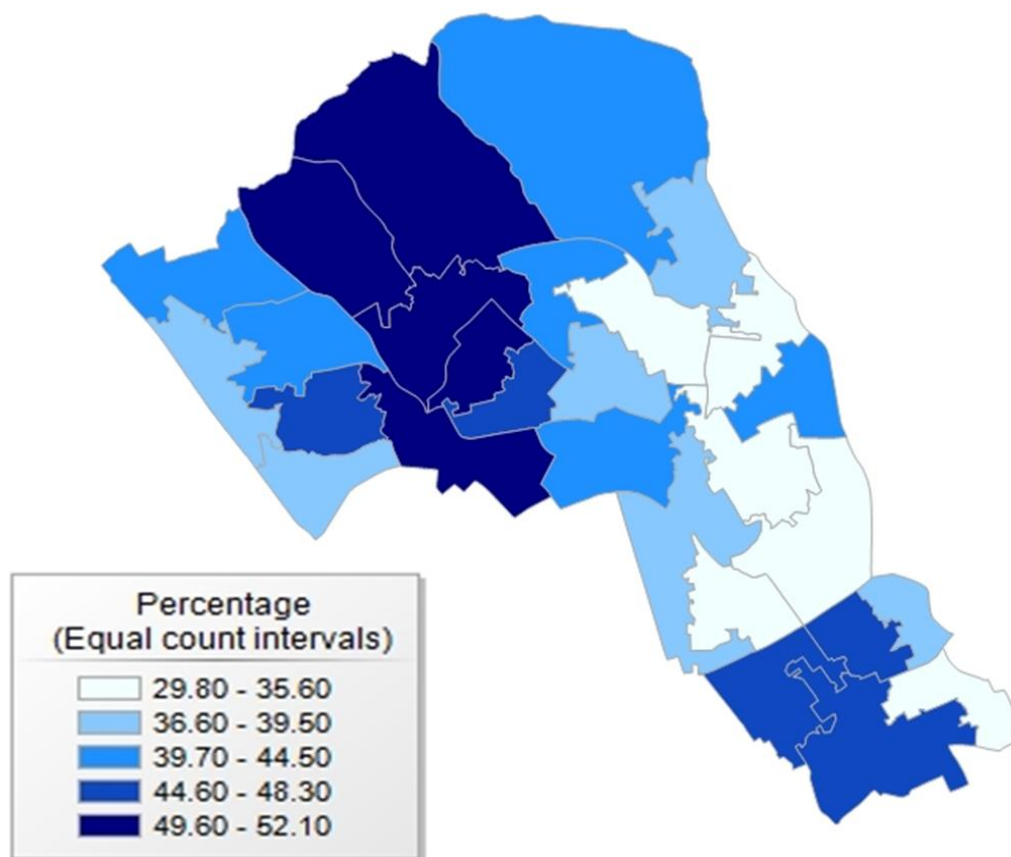 Percentage
(Equal count intervals)
29.80 - 35.60
36.60 - 39.50
39.70 - 44.50
44.60 - 48.30
49.60 - 52.10